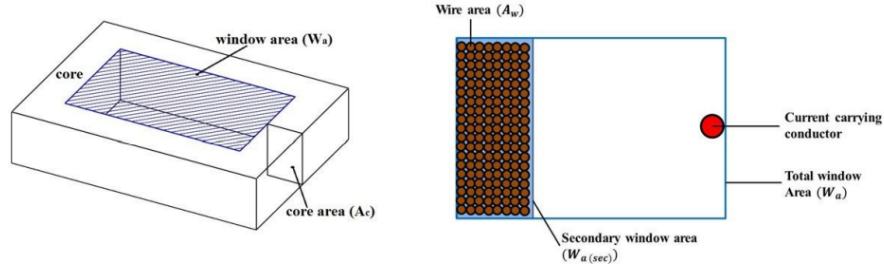 window area (Wa)
core
core area (Ac)
Wire area (A𝑤)
Current carrying
conductor
Total window
Area (W𝑎)
Secondary window area
(W𝑎 (sec))